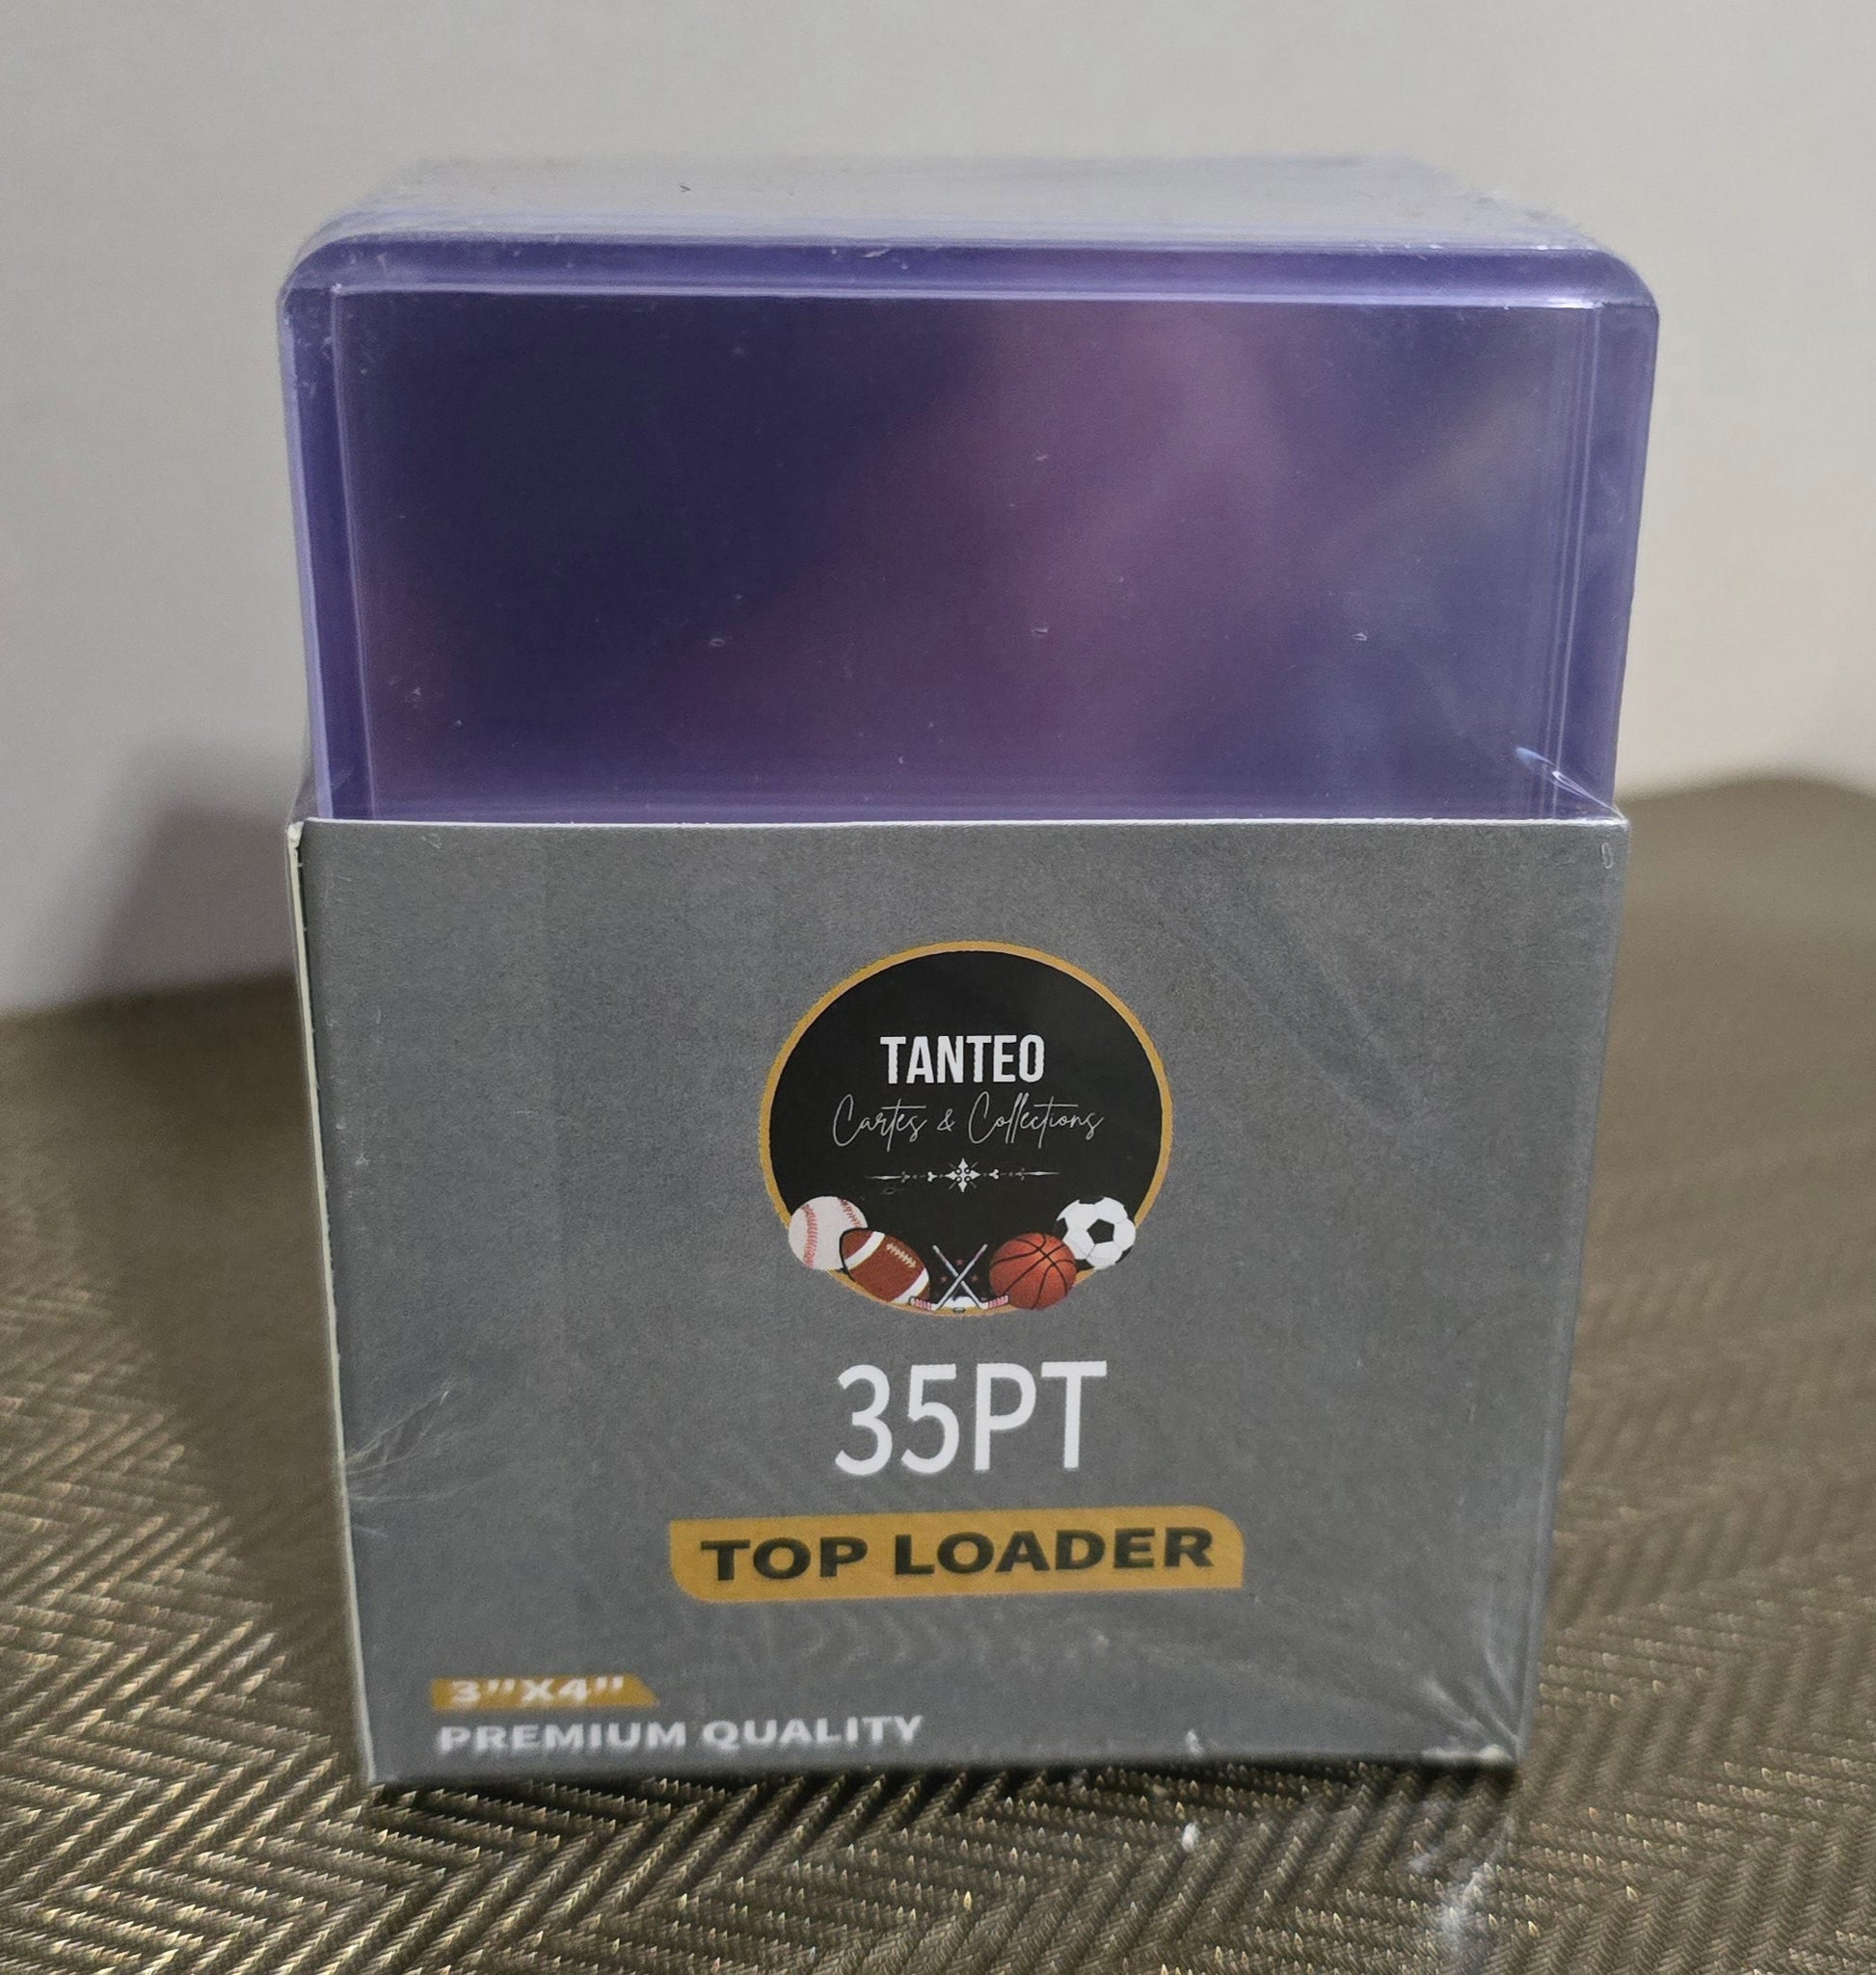 TANTEO
Cartes & Collections
35PT
TOP LOADER
3"X4"
PREMIUM QUALITY